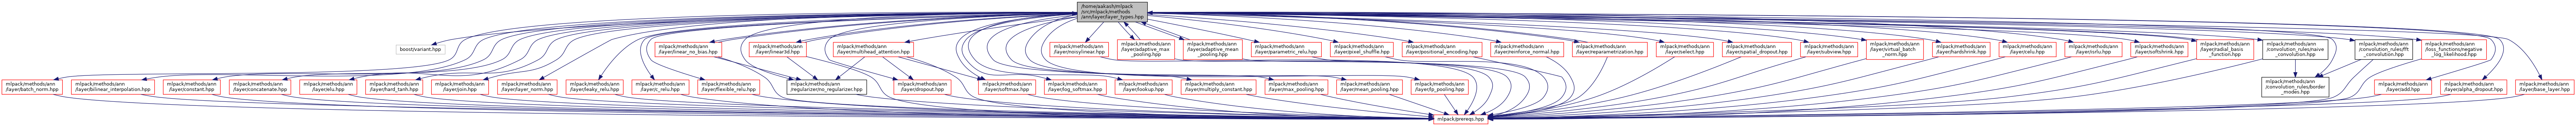 /home/aakash/mlpack
/src/mlpack/methods
/ann/layer/layer_types.hpp
boost/variant.hpp
mlpack/methods/ann
/layer/linear_no_bias.hpp
mlpack/methods/ann
/layer/linear3d.hpp
mlpack/methods/ann
/layer/multihead_attention.hpp
mlpack/methods/ann
/layer/noisylinear.hpp
mlpack/methods/ann
/layer/adaptive_max
_pooling.hpp
mlpack/methods/ann
/layer/adaptive_mean
_pooling.hpp
mlpack/methods/ann
/layer/parametric_relu.hpp
mlpack/methods/ann
/layer/pixel_shuffle.hpp
mlpack/methods/ann
/layer/positional_encoding.hpp
mlpack/methods/ann
/layer/reinforce_normal.hpp
mlpack/methods/ann
/layer/reparametrization.hpp
mlpack/methods/ann
/layer/select.hpp
mlpack/methods/ann
/layer/spatial_dropout.hpp
mlpack/methods/ann
/layer/subview.hpp
mlpack/methods/ann
/layer/virtual_batch
_norm.hpp
mlpack/methods/ann
/layer/hardshrink.hpp
mlpack/methods/ann
/layer/celu.hpp
mlpack/methods/ann
/layer/isrlu.hpp
mlpack/methods/ann
/layer/softshrink.hpp
mlpack/methods/ann
/layer/radial_basis
_function.hpp
mlpack/methods/ann
/convolution_rules/naive
_convolution.hpp
mlpack/methods/ann
/convolution_rules/fft
_convolution.hpp
mlpack/methods/ann
/loss_functions/negative
_log_likelihood.hpp
mlpack/methods/ann
/layer/batch_norm.hpp
mlpack/methods/ann
/layer/bilinear_interpolation.hpp
mlpack/methods/ann
/layer/constant.hpp
mlpack/methods/ann
/layer/concatenate.hpp
mlpack/methods/ann
/layer/elu.hpp
mlpack/methods/ann
/layer/hard_tanh.hpp
mlpack/methods/ann
/layer/join.hpp
mlpack/methods/ann
/layer/layer_norm.hpp
mlpack/methods/ann
/layer/leaky_relu.hpp
mlpack/methods/ann
/layer/c_relu.hpp
mlpack/methods/ann
/layer/flexible_relu.hpp
mlpack/methods/ann
/regularizer/no_regularizer.hpp
mlpack/methods/ann
/layer/dropout.hpp
mlpack/methods/ann
/layer/softmax.hpp
mlpack/methods/ann
/layer/log_softmax.hpp
mlpack/methods/ann
/layer/lookup.hpp
mlpack/methods/ann
/layer/multiply_constant.hpp
mlpack/methods/ann
/layer/max_pooling.hpp
mlpack/methods/ann
/layer/mean_pooling.hpp
mlpack/methods/ann
/layer/lp_pooling.hpp
mlpack/methods/ann
/convolution_rules/border
_modes.hpp
mlpack/methods/ann
/layer/add.hpp
mlpack/methods/ann
/layer/alpha_dropout.hpp
mlpack/methods/ann
/layer/base_layer.hpp
mlpack/prereqs.hpp